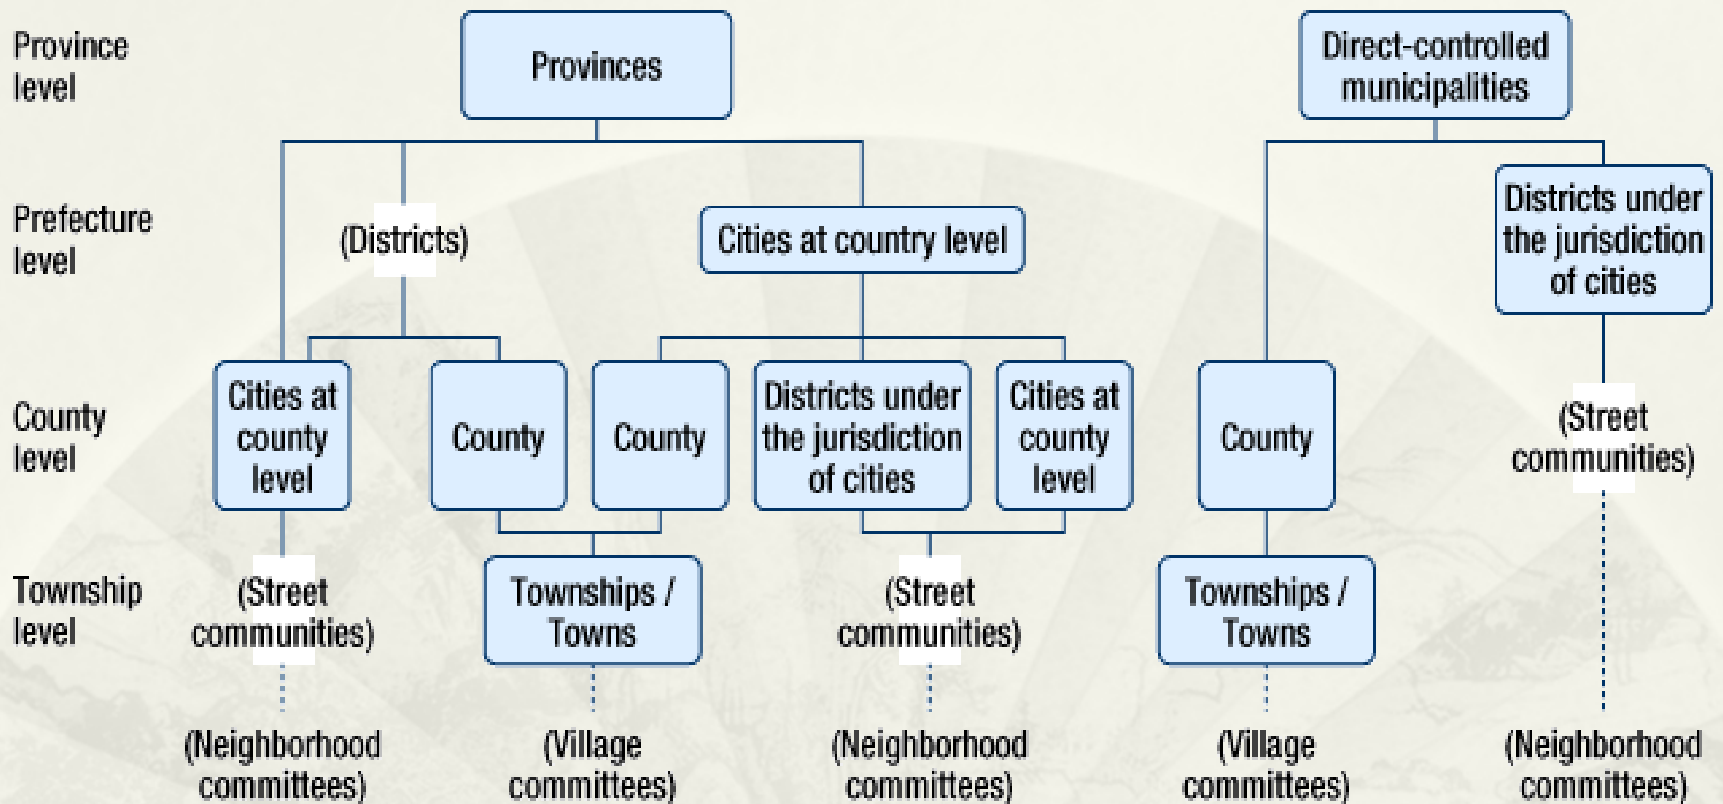 Province
level
Provinces
Direct-controlled
municipalities
Prefecture
level
(Districts)
Cities at country level
Districts under
the jurisdiction
of cities
County
level
Cities at
county
level
County
County
Districts under
the jurisdiction
of cities
Cities at
county
level
County
(Street
communities)
Township
level
(Street
communities)
Townships /
Towns
(Street
communities)
Townships /
Towns
(Neighborhood
committees)
(Village
committees)
(Neighborhood
committees)
(Village
committees)
(Neighborhood
committees)